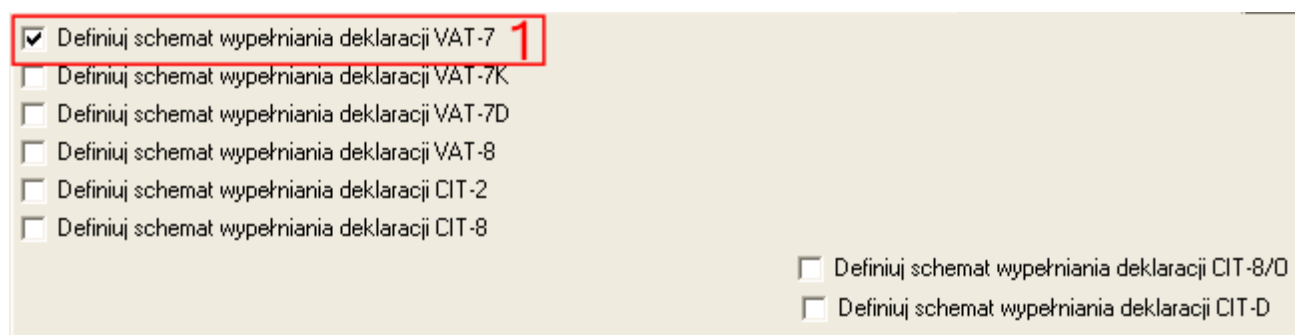 Definiuj schemat wypełniania deklaracji VAT-7 1
Definiuj schemat wypełniania deklaracji VAT-7K
Definiuj schemat wypełniania deklaracji VAT-7D
Definiuj schemat wypełniania deklaracji VAT-8
Definiuj schemat wypełniania deklaracji CIT-2
Definiuj schemat wypełniania deklaracji CIT-8
Definiuj schemat wypełniania deklaracji CIT-8/O
Definiuj schemat wypełniania deklaracji CIT-D